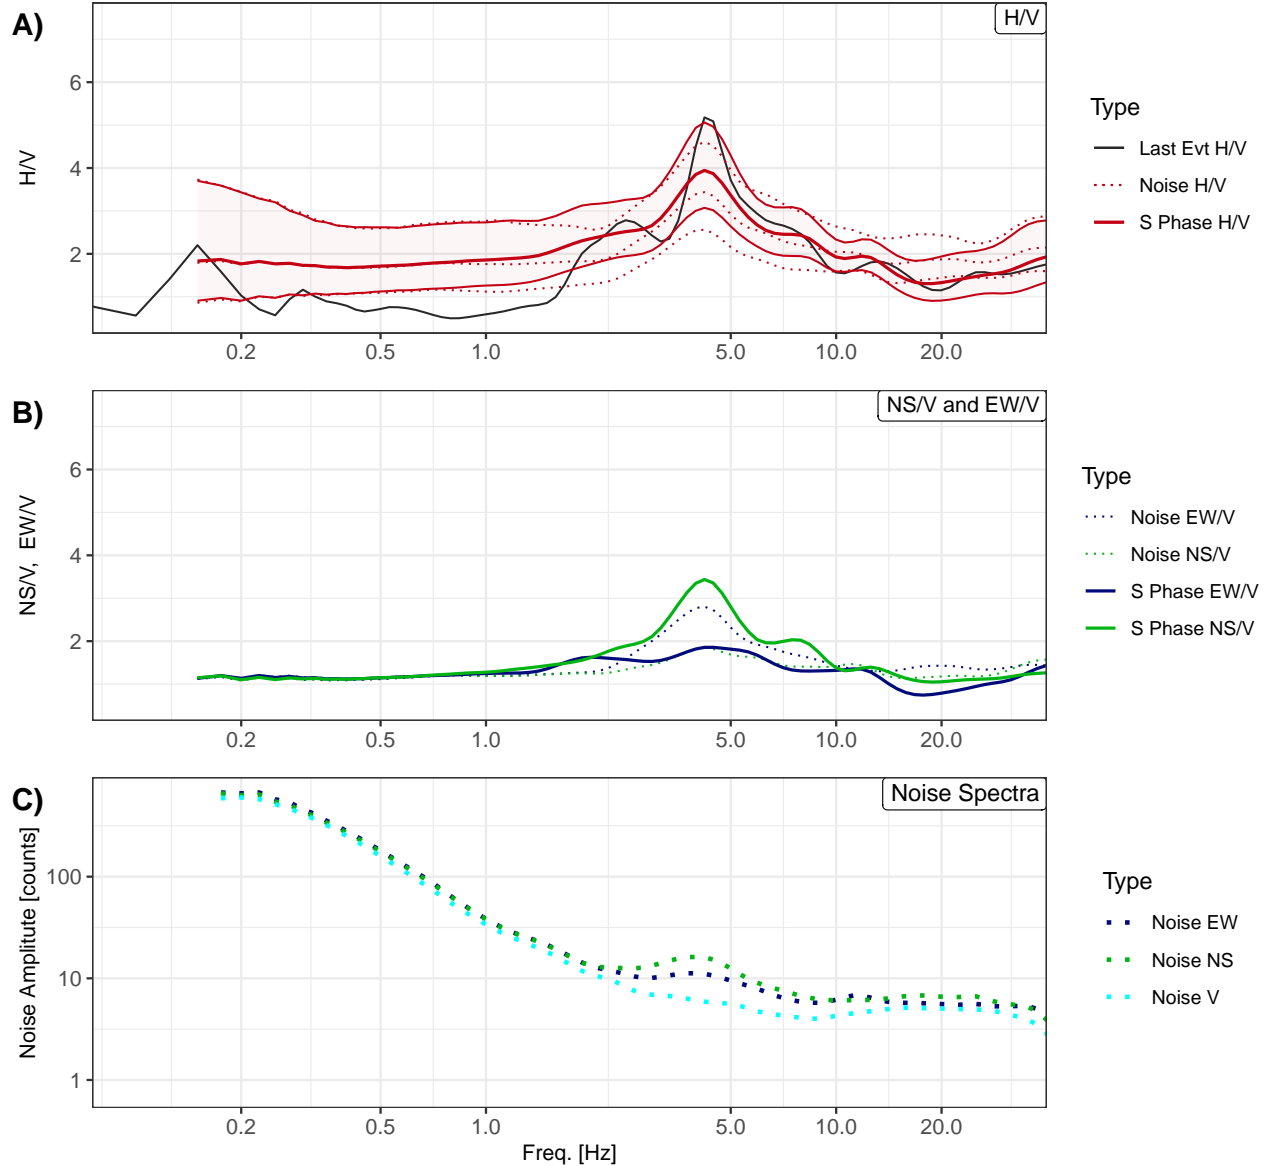 A)
H/V
6
4
2
H/V
0.2 0.5 1.0 5.0 10.0 20.0
Type
Last Evt H/V
Noise H/V
S Phase H/V
B)
NS/V and EW/V
6
4
2
NS/V,  EW/V
0.2 0.5 1.0 5.0 10.0 20.0
Type
Noise EW/V
Noise NS/V
S Phase EW/V
S Phase NS/V
C)
Noise Spectra
100
10
1
Noise Amplitute [counts]
0.2 0.5 1.0 5.0 10.0 20.0
Freq. [Hz]
Type
Noise EW
Noise NS
Noise V